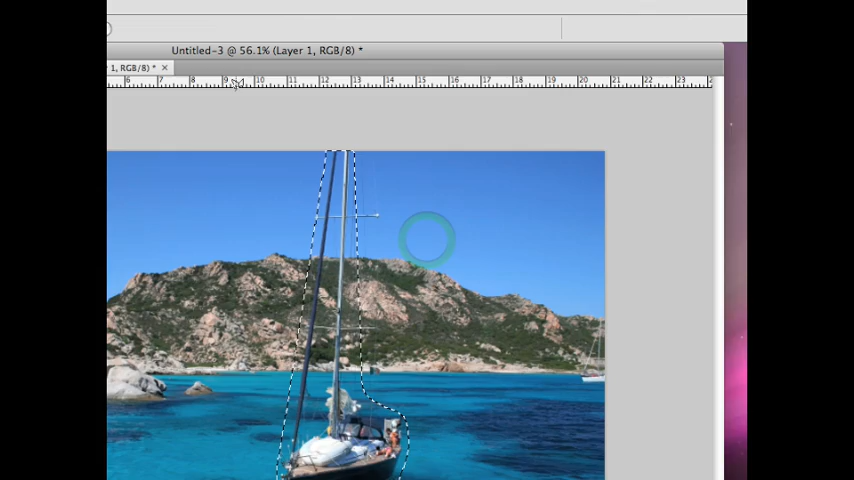 Untitled-3 @ 56.1% (Layer 1, RGB/8) *
1, RGB/8) * ×
6 7 8 9 10 11 12 13 14 15 16 17 18 19 20 21 22 23